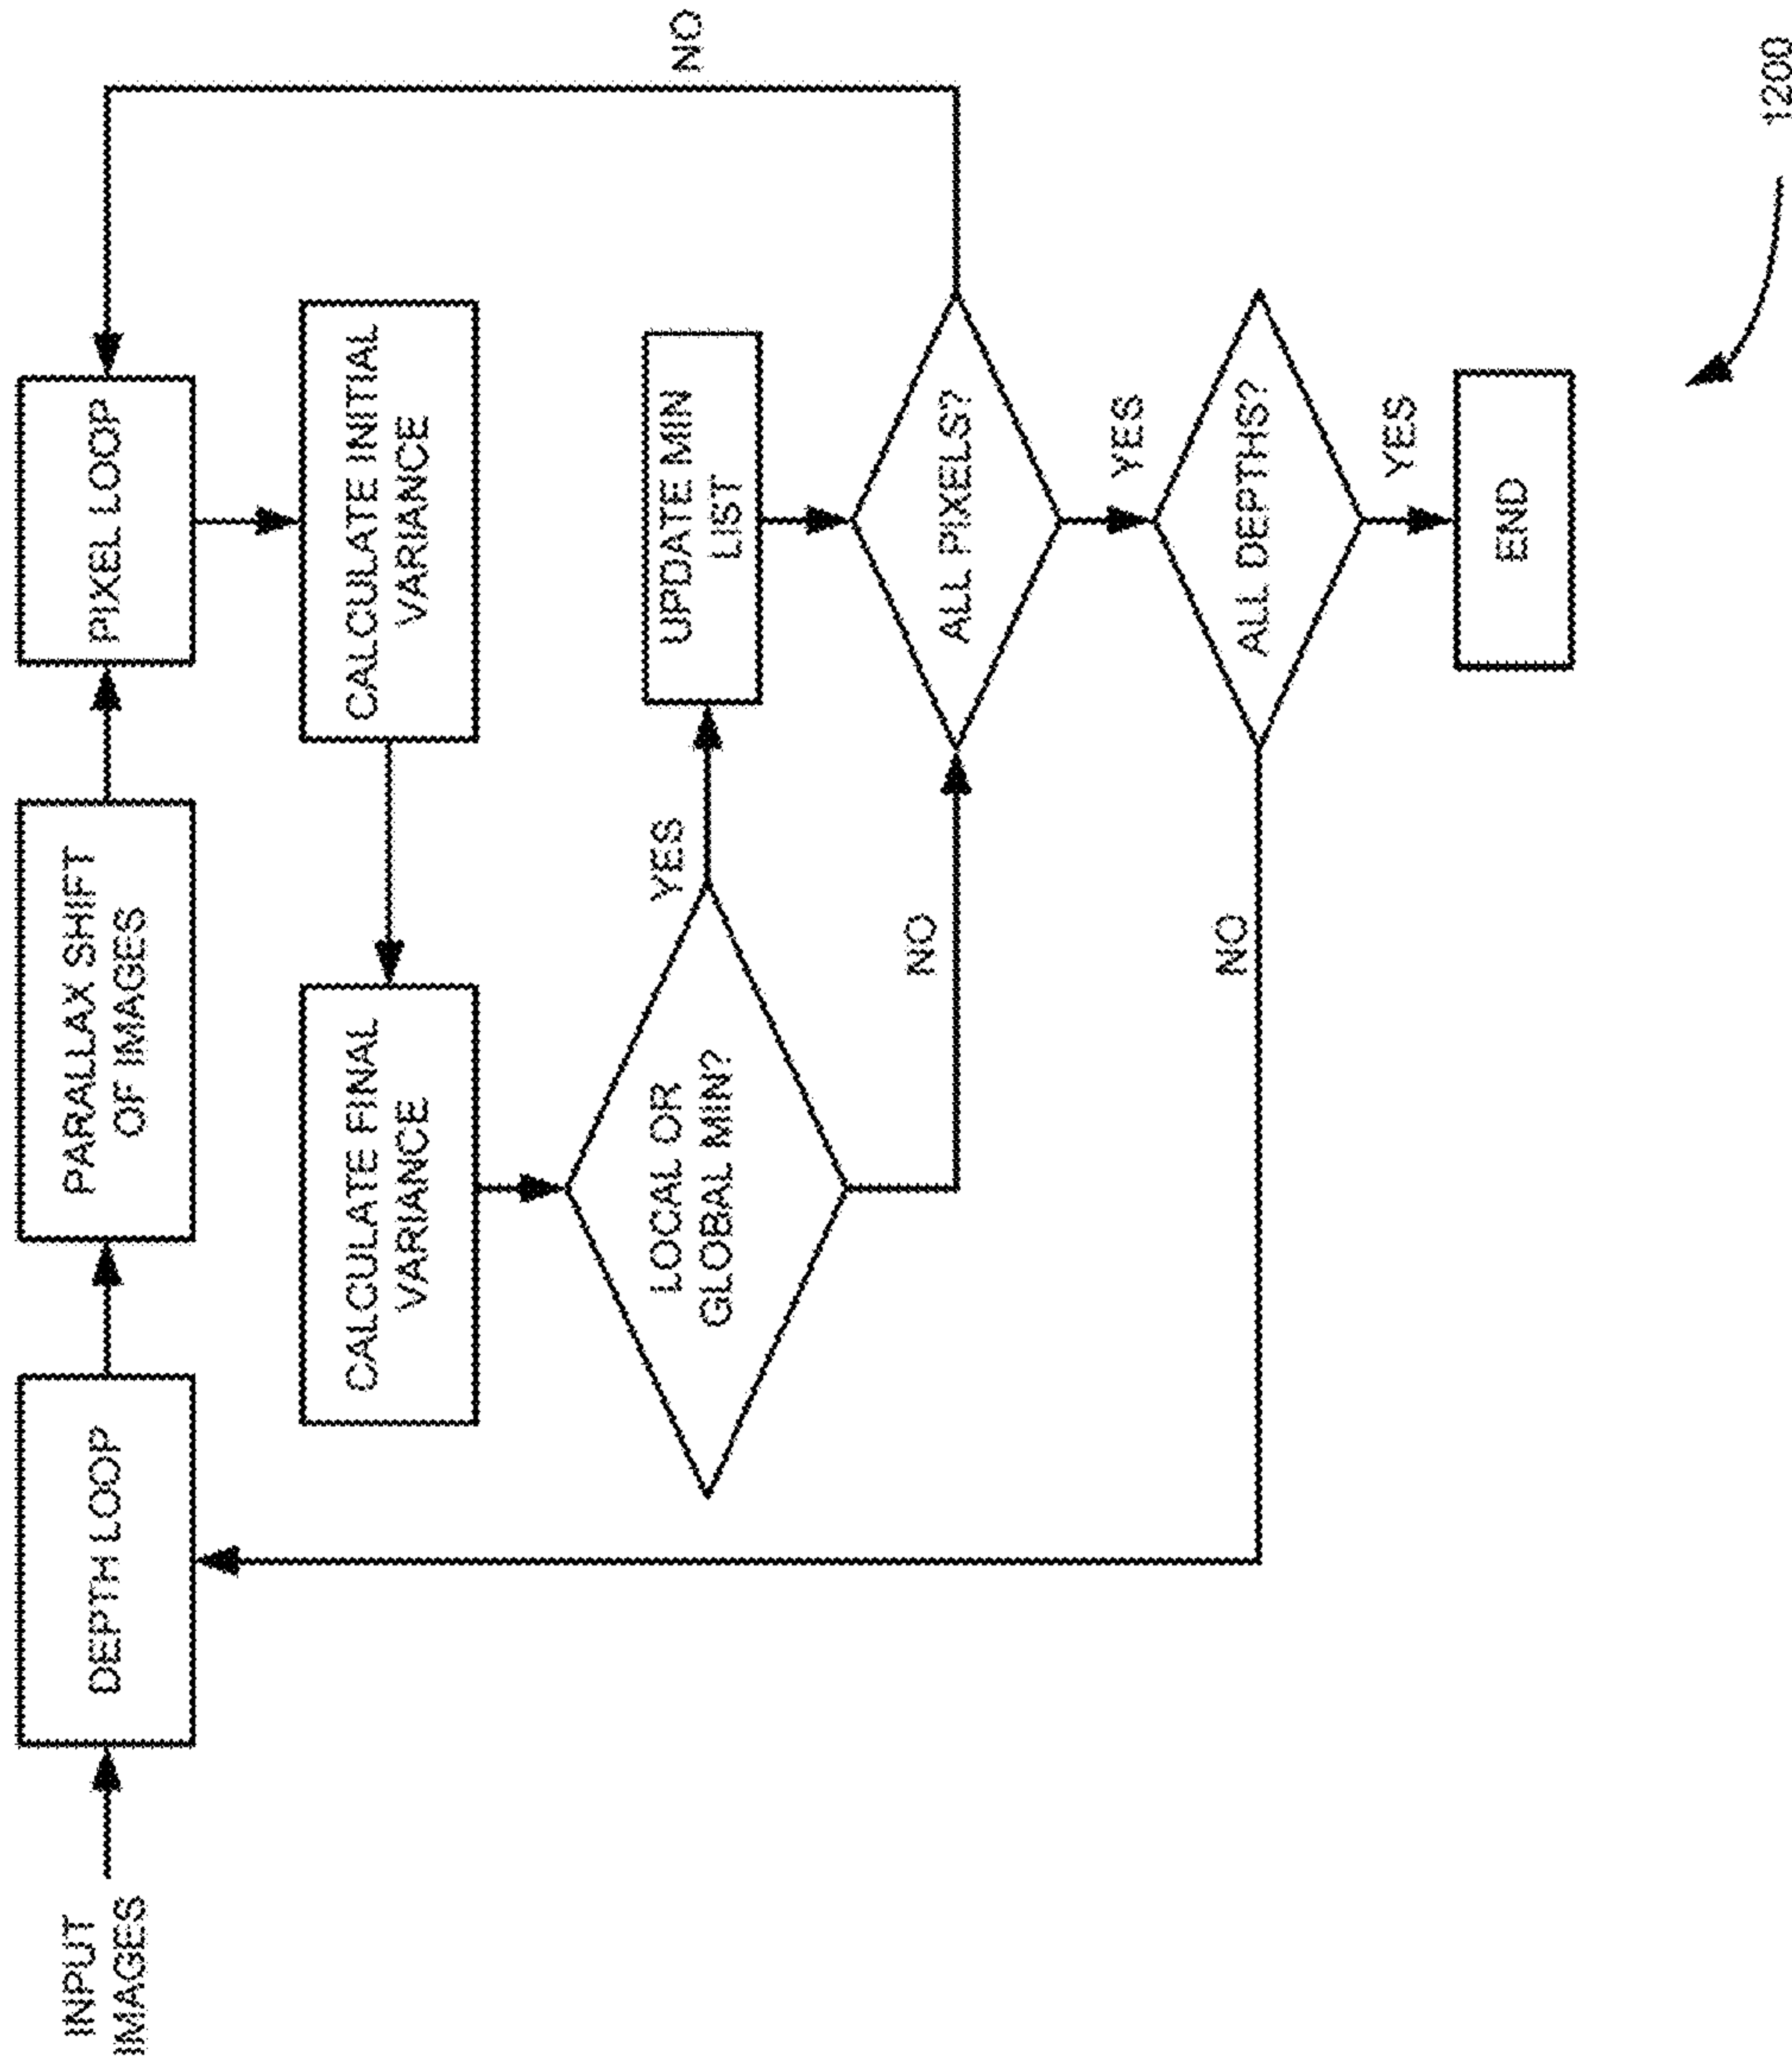 INPUT
IMAGES
DEPTH LOOP
PARALLAX SHIFT
OF IMAGES
PIXEL LOOP
CALCULATE FINAL
VARIANCE
CALCULATE INITIAL
VARIANCE
LOCAL OR
GLOBAL MIN?
YES
UPDATE MIN
LIST
NO
NO
ALL PIXELS?
YES
NO
ALL DEPTHS?
YES
END
1200